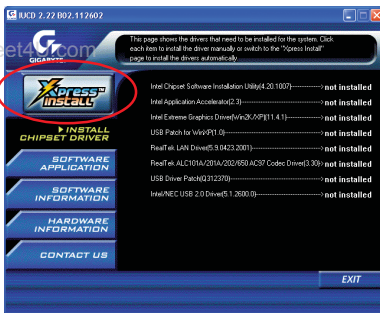 IUCD 2.22 B02.112602
GIGABYTE
This page shows the drivers that need to be installed for the system. Click
each item to install the driver manually or switch to the "Xpress Install"
page to install the drivers automatically.
Xpress™
INSTALL
INSTALL
CHIPSET DRIVER
SOFTWARE
APPLICATION
SOFTWARE
INFORMATION
HARDWARE
INFORMATION
CONTACT US
Intel Chipset Software Installation Utility(4.20.1007)----------> not installed
Intel Application Accelerator(2.3)----------> not installed
Intel Extreme Graphics Driver(Win2K/XP)(11.4.1)----------> not installed
USB Patch for WinXP(1.0)----------> not installed
RealTek LAN Driver(5.9.0423.2001)----------> not installed
RealTek ALC101A/201A/202/650 AC97 Codec Driver(3.30)-> not installed
USB Driver Patch(Q312370)----------> not installed
Intel/NEC USB 2.0 Driver(5.1.2600.0)----------> not installed
EXIT